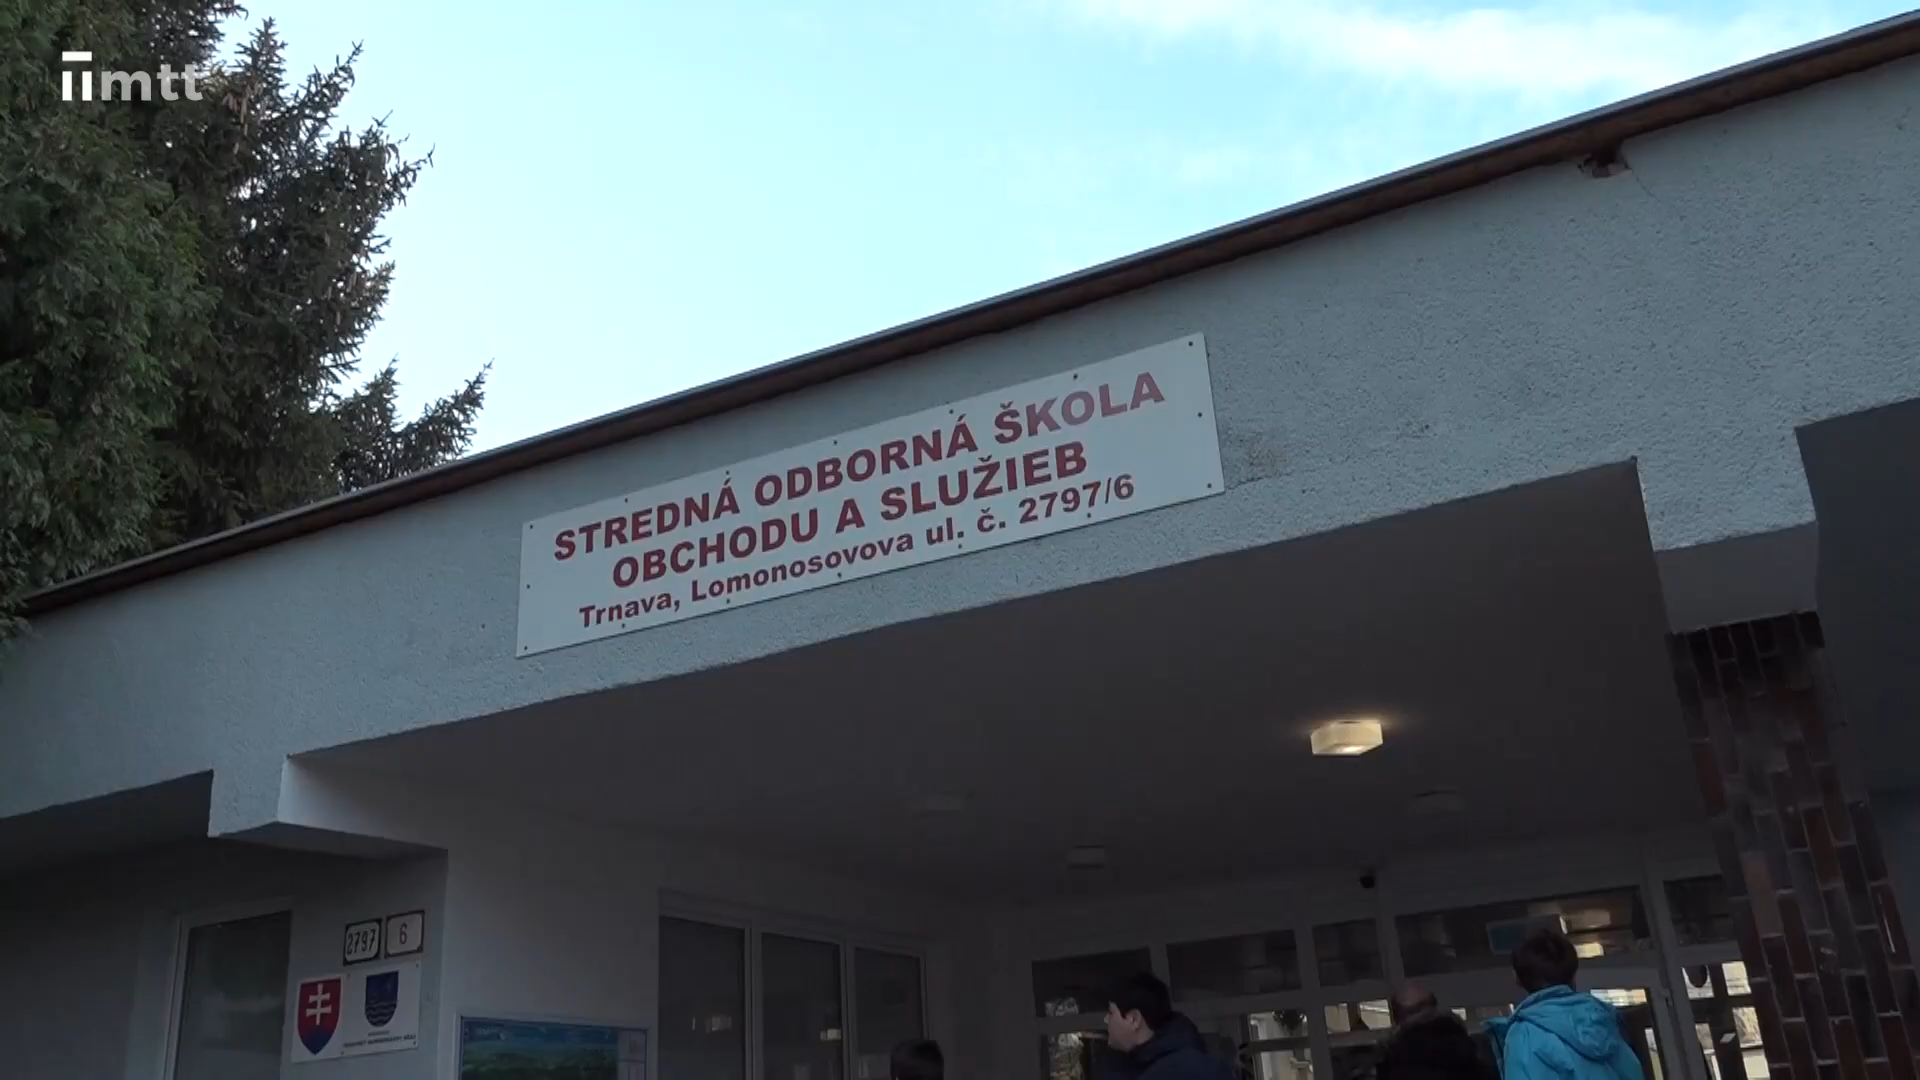 mtt
STREDNÁ ODBORNÁ ŠKOLA
OBCHODU A SLUŽIEB
Trnava, Lomonosovova ul. č. 2797/6
2797
6